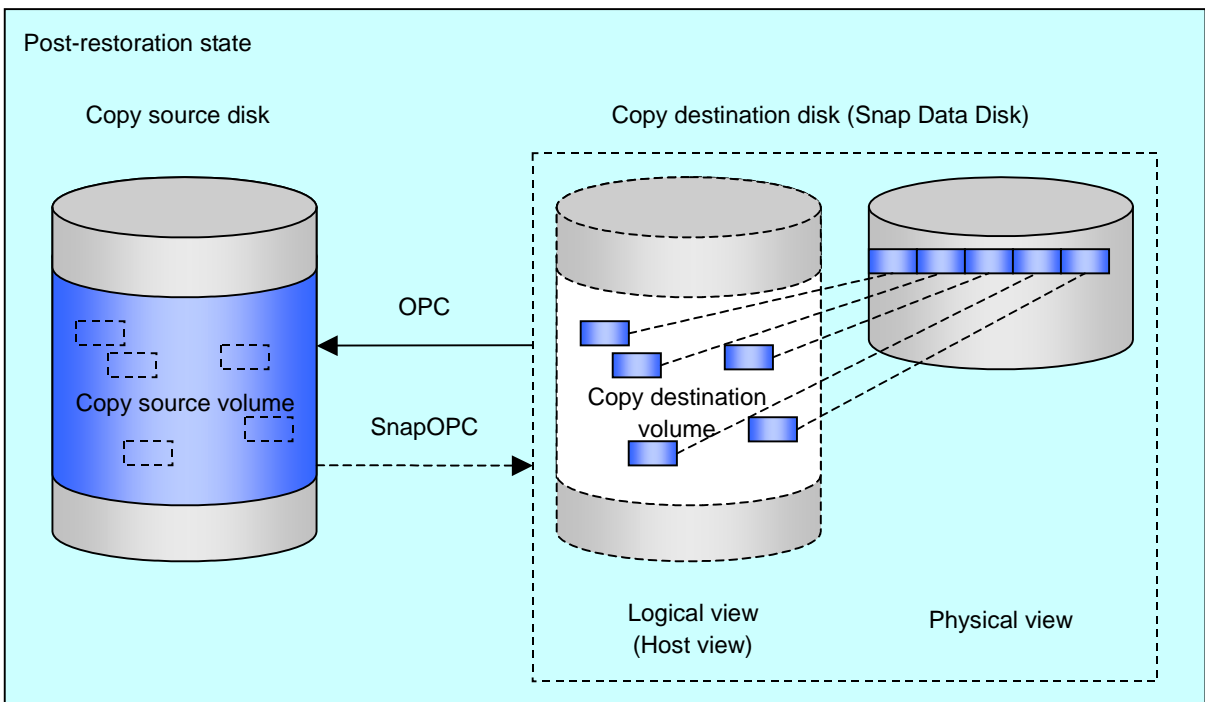 Post-restoration state
Copy source disk
Copy destination disk (Snap Data Disk)
OPC
Copy source volume
SnapOPC
Copy destination
volume
Logical view
(Host view)
Physical view